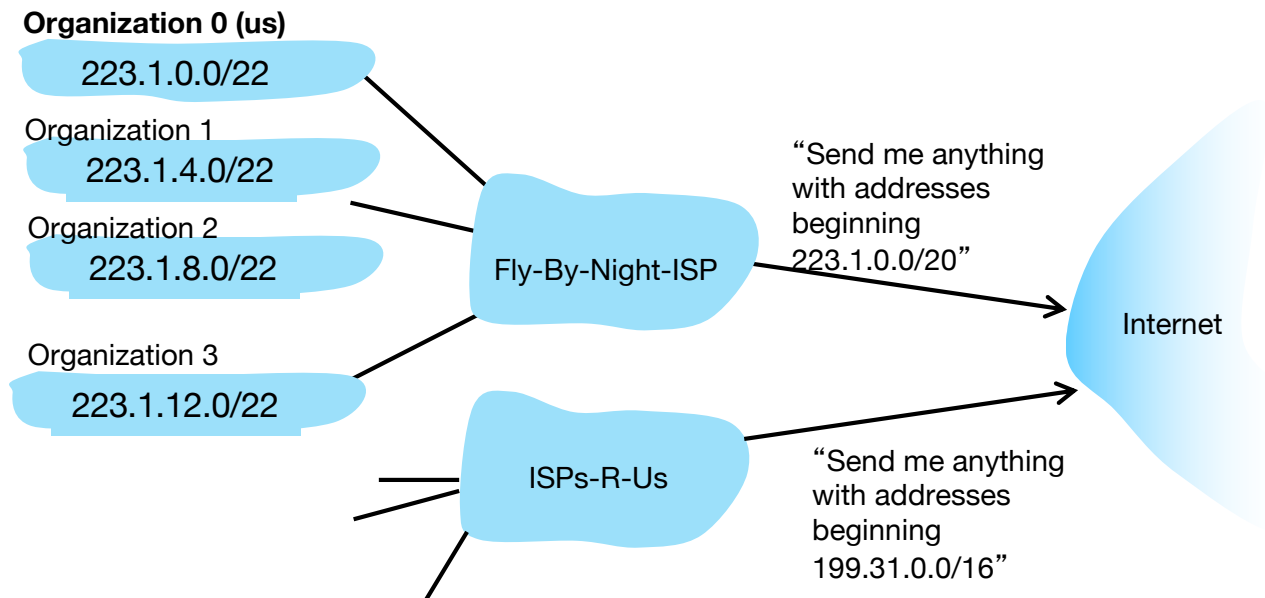 Organization 0 (us)
223.1.0.0/22
Organization 1
223.1.4.0/22
Organization 2
223.1.8.0/22
Organization 3
223.1.12.0/22
Fly-By-Night-ISP
“Send me anything
with addresses
beginning
223.1.0.0/20”
Internet
ISPs-R-Us
“Send me anything
with addresses
beginning
199.31.0.0/16”